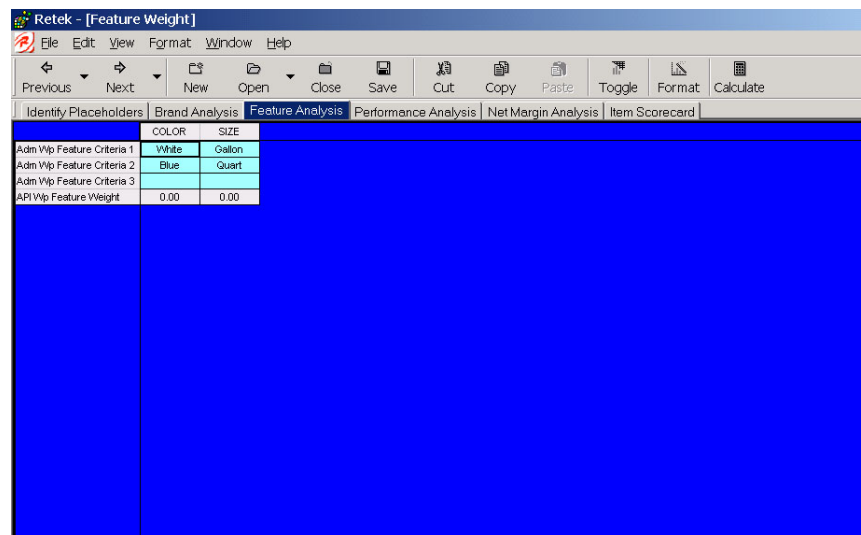 Retek - [Feature Weight]
File Edit View Format Window Help
Previous Next New Open Close Save Cut Copy Paste Toggle Format Calculate
Identify Placeholders Brand Analysis Feature Analysis Performance Analysis Net Margin Analysis Item Scorecard
COLOR SIZE
Adm Wp Feature Criteria 1 White Gallon
Adm Wp Feature Criteria 2 Blue Quart
Adm Wp Feature Criteria 3
API Wp Feature Weight 0.00 0.00